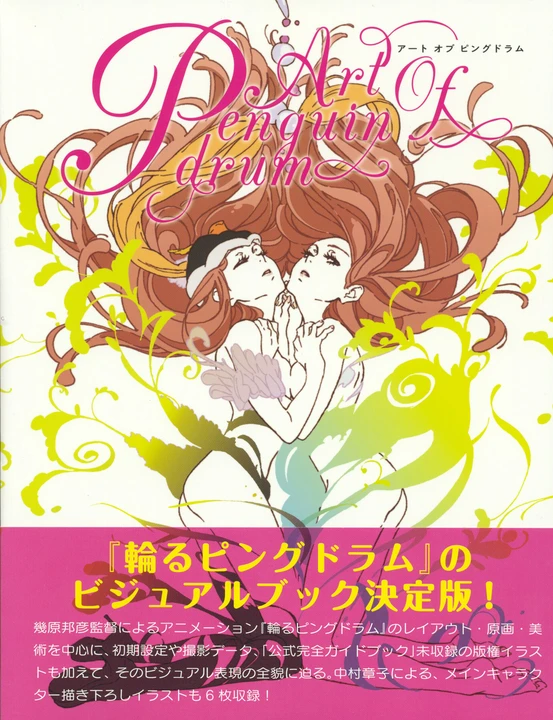 アート オブ ピングドラム
Art Of
Penguin
drum
『輪るピングドラム』の
ビジュアルブック決定版！
幾原邦彦監督によるアニメーション『輪るピングドラム』のレイアウト・原画・美
術を中心に、初期設定や撮影データ、「公式完全ガイドブック」未収録の版権イラス
トも加えて、そのビジュアル表現の全貌に迫る。中村章子による、メインキャラク
ター描き下ろしイラストも6枚収録！